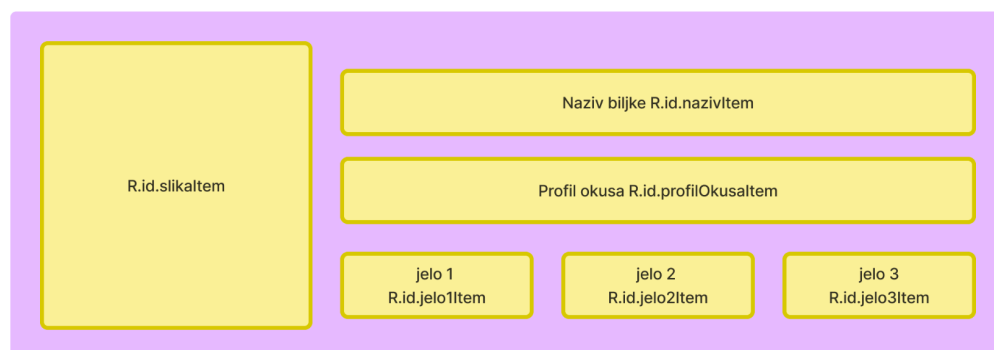 R.id.slikaItem
Naziv biljke R.id.nazivItem
Profil okusa R.id.profilOkusaItem
jelo 1
R.id.jelo1Item
jelo 2
R.id.jelo2Item
jelo 3
R.id.jelo3Item